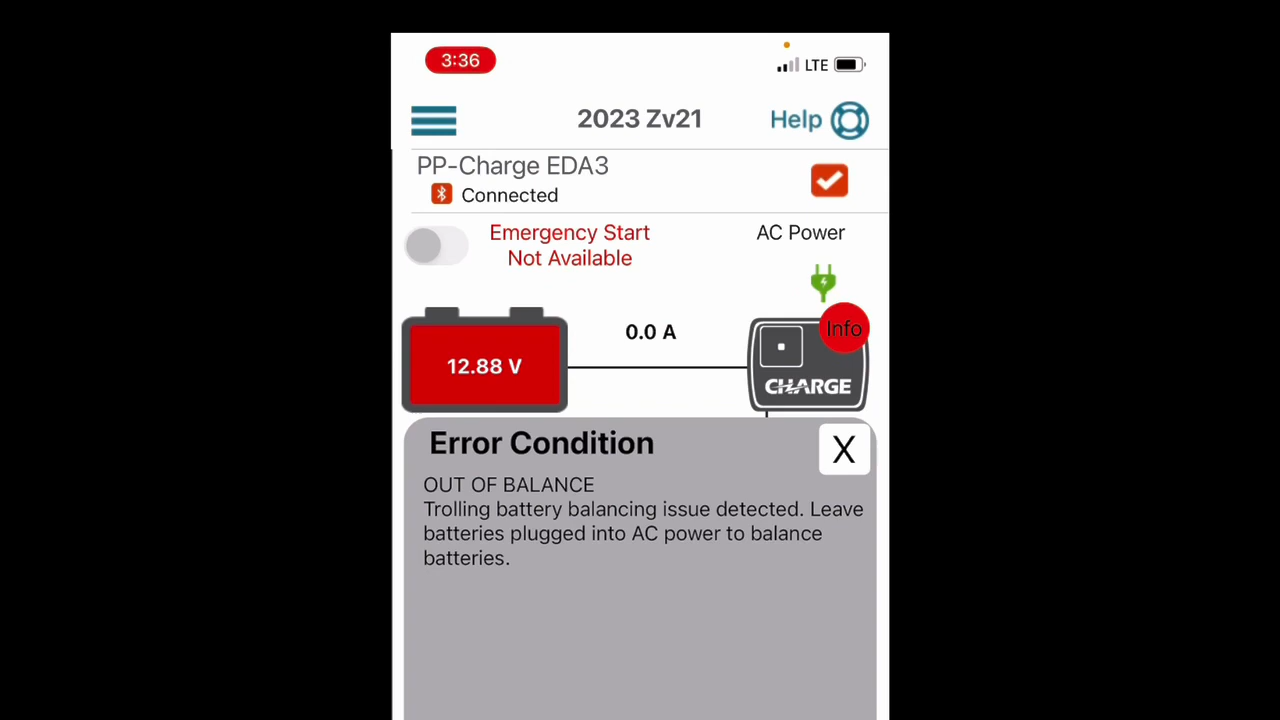 3:36
LTE
2023 Zv21
Help
PP-Charge EDA3
Connected
Emergency Start
Not Available
AC Power
0.0 A
Info
12.88 V
CHARGE
Error Condition
X
OUT OF BALANCE
Trolling battery balancing issue detected. Leave
batteries plugged into AC power to balance
batteries.